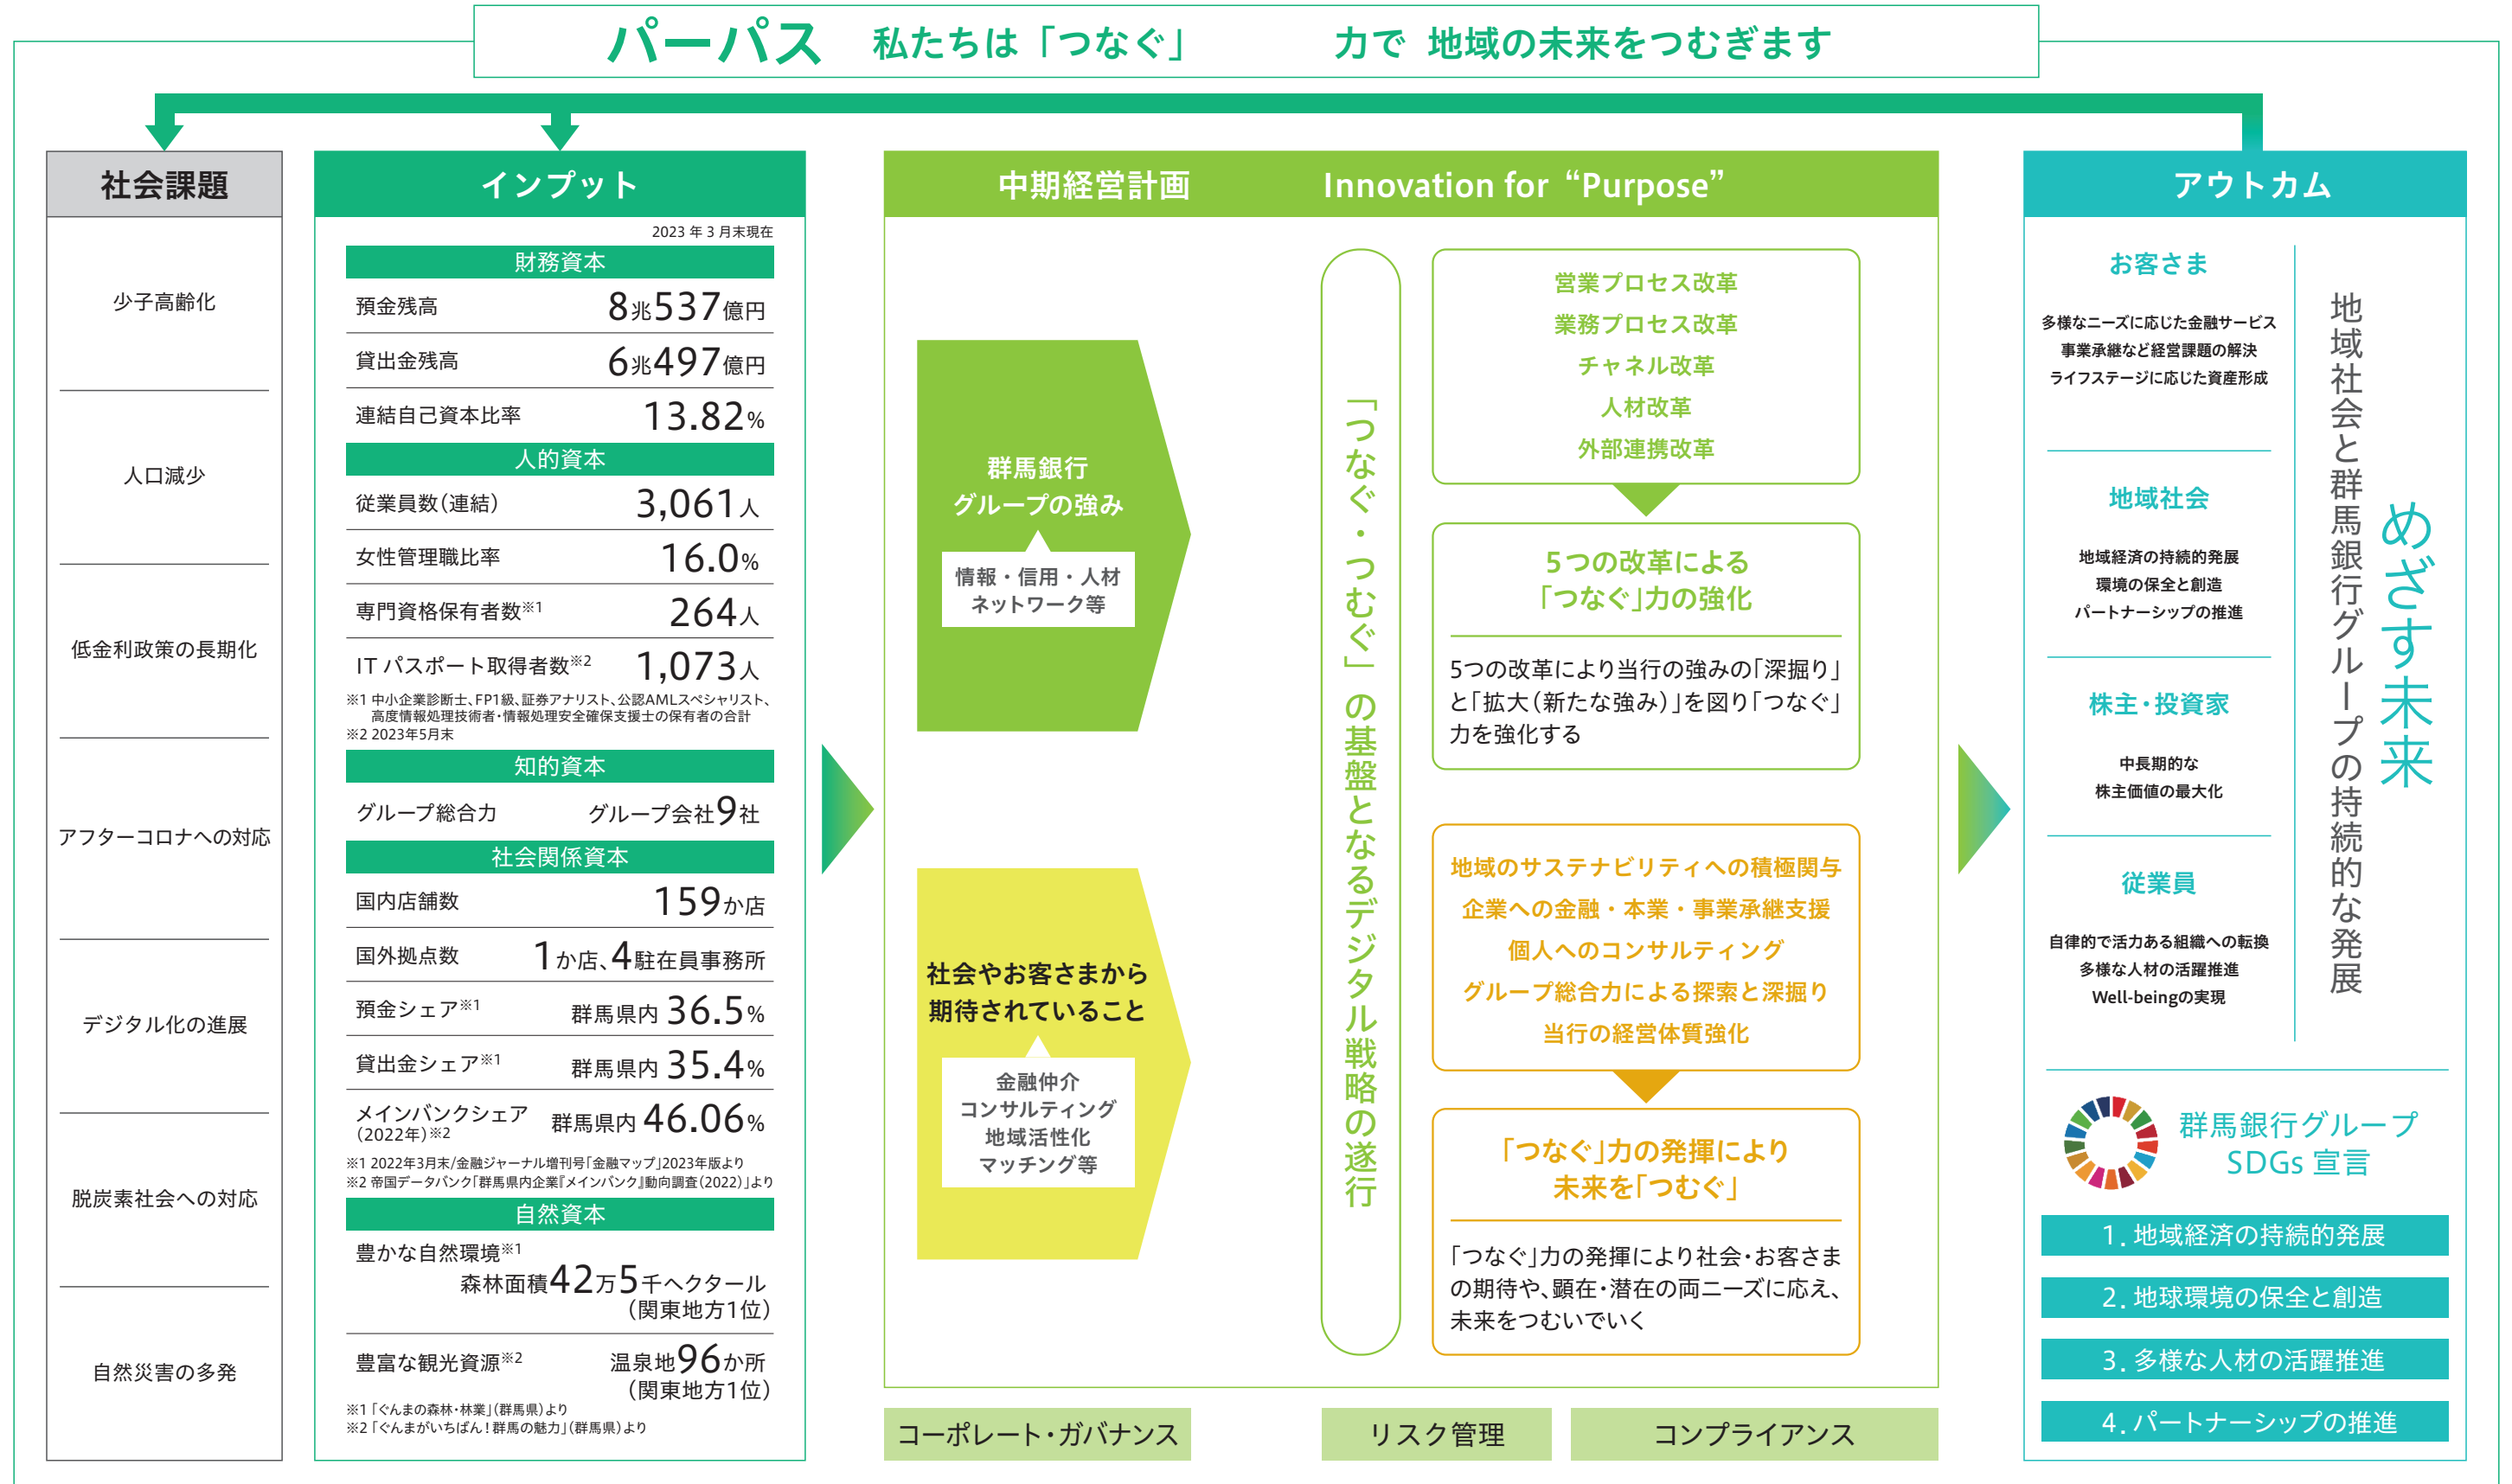 パーパス 私たちは「つなぐ」 力で 地域の未来をつむぎます
社会課題
少子高齢化
人口減少
低金利政策の長期化
アフターコロナへの対応
デジタル化の進展
脱炭素社会への対応
自然災害の多発
インプット
2023 年 3 月末現在
財務資本
預金残高 8兆537億円
貸出金残高 6兆497億円
連結自己資本比率 13.82%
人的資本
従業員数(連結) 3,061人
女性管理職比率 16.0%
専門資格保有者数※1 264人
IT パスポート取得者数※2 1,073人
※1 中小企業診断士、FP1級、証券アナリスト、公認AMLスペシャリスト、
高度情報処理技術者・情報処理安全確保支援士の保有者の合計
※2 2023年5月末
知的資本
グループ総合力 グループ会社9社
社会関係資本
国内店舗数 159か店
国外拠点数 1か店、4駐在員事務所
預金シェア※1 群馬県内 36.5%
貸出金シェア※1 群馬県内 35.4%
メインバンクシェア
(2022年)※2 群馬県内 46.06%
※1 2022年3月末/金融ジャーナル増刊号「金融マップ」2023年版より
※2 帝国データバンク「群馬県内企業『メインバンク』動向調査(2022)」より
自然資本
豊かな自然環境※1
森林面積42万5千ヘクタール
(関東地方1位)
豊富な観光資源※2 温泉地96か所
(関東地方1位)
※1 「ぐんまの森林・林業」(群馬県)より
※2 「ぐんまがいちばん!群馬の魅力」(群馬県)より
中期経営計画 Innovation for “Purpose”
群馬銀行
グループの強み
情報・信用・人材
ネットワーク等
社会やお客さまから
期待されていること
金融仲介
コンサルティング
地域活性化
マッチング等
「つなぐ・つむぐ」の基盤となるデジタル戦略の遂行
営業プロセス改革
業務プロセス改革
チャネル改革
人材改革
外部連携改革
5つの改革による
「つなぐ」力の強化
5つの改革により当行の強みの「深掘り」
と「拡大(新たな強み)」を図り「つなぐ」
力を強化する
地域のサステナビリティへの積極関与
企業への金融・本業・事業承継支援
個人へのコンサルティング
グループ総合力による探索と深掘り
当行の経営体質強化
「つなぐ」力の発揮により
未来を「つむぐ」
「つなぐ」力の発揮により社会・お客さま
の期待や、顕在・潜在の両ニーズに応え、
未来をつむいでいく
コーポレート・ガバナンス
リスク管理
コンプライアンス
アウトカム
お客さま
多様なニーズに応じた金融サービス
事業承継など経営課題の解決
ライフステージに応じた資産形成
地域社会
地域経済の持続的発展
環境の保全と創造
パートナーシップの推進
株主・投資家
中長期的な
株主価値の最大化
従業員
自律的で活力ある組織への転換
多様な人材の活躍推進
Well-beingの実現
めざす未来
地域社会と群馬銀行グループの持続的な発展
群馬銀行グループ
SDGs 宣言
1. 地域経済の持続的発展
2. 地球環境の保全と創造
3. 多様な人材の活躍推進
4. パートナーシップの推進